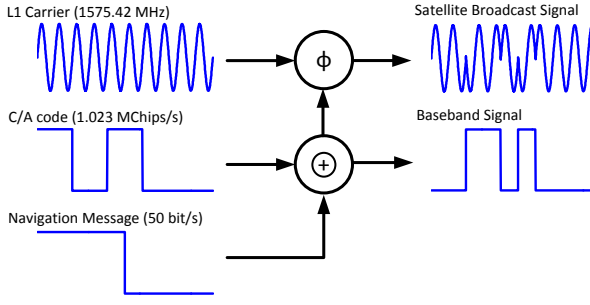 L1 Carrier (1575.42 MHz)
Satellite Broadcast Signal
ϕ
C/A code (1.023 MChips/s)
Baseband Signal
+
Navigation Message (50 bit/s)